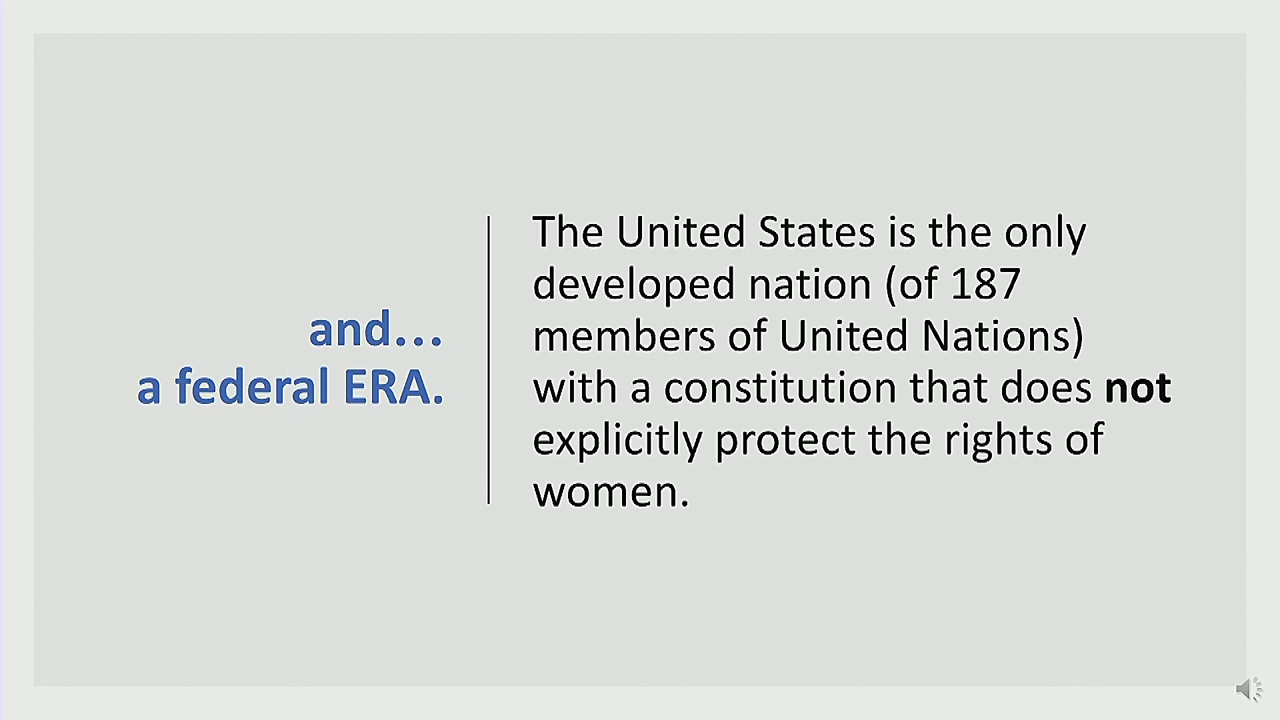 and…
a federal ERA.
The United States is the only
developed nation (of 187
members of United Nations)
with a constitution that does not
explicitly protect the rights of
women.